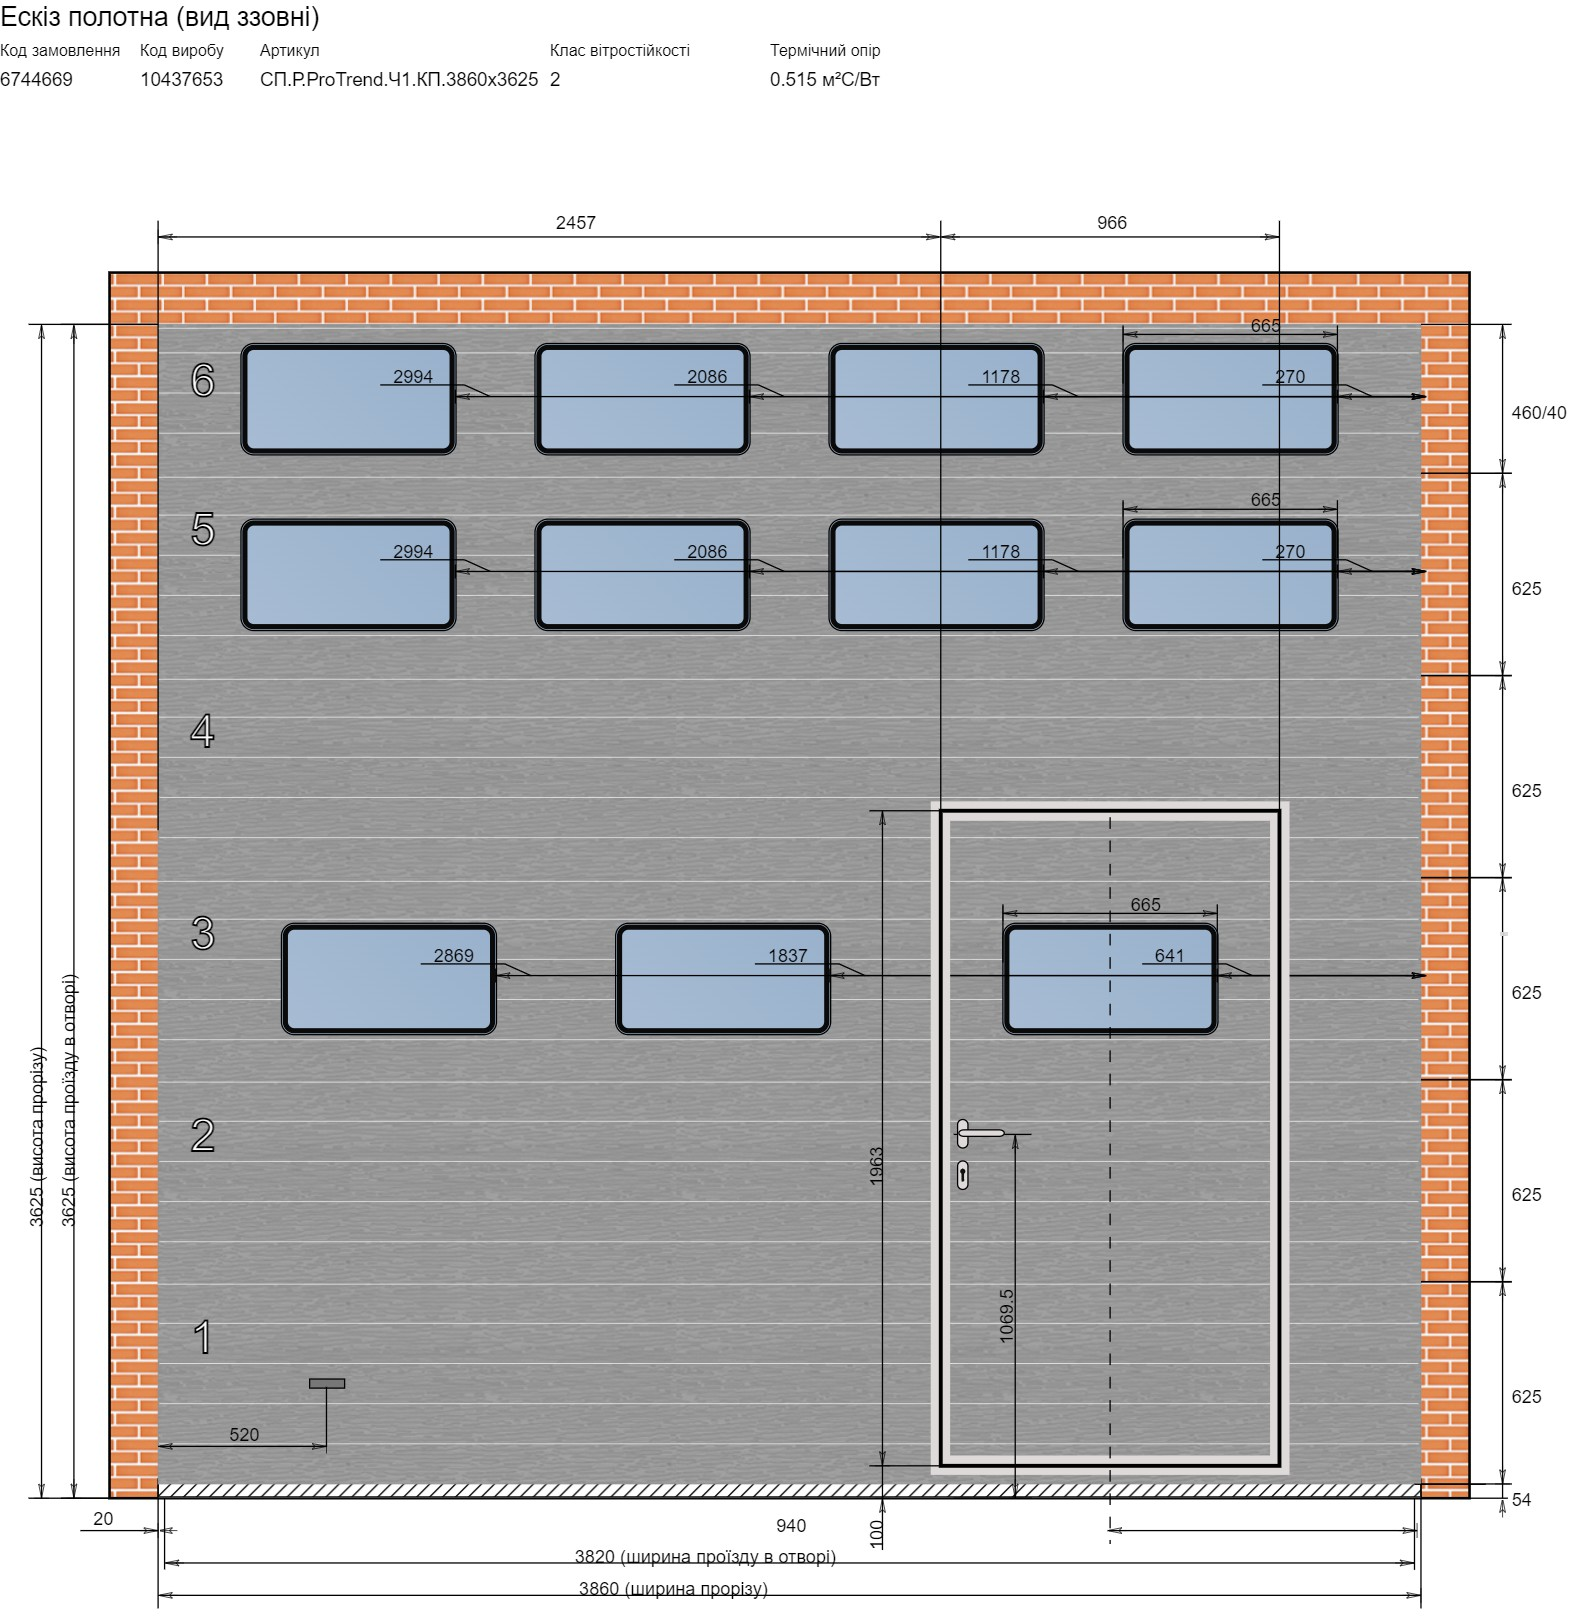 Ескіз полотна (вид ззовні)
Код замовлення Код виробу Артикул Клас вітростійкості Термічний опір
6744669 10437653 СП.Р.ProTrend.Ч1.КП.3860х3625 2 0.515 м²С/Вт
2457 966
665
6 2994 2086 1178 270
460/40
665
5 2994 2086 1178 270
625
4
625
665
3 2869 1837 641
625
3625 (висота прорізу)
3625 (висота проїзду в отворі)
2
1963
625
1069.5
1
625
520
54
20 940 100
3820 (ширина проїзду в отворі)
3860 (ширина прорізу)